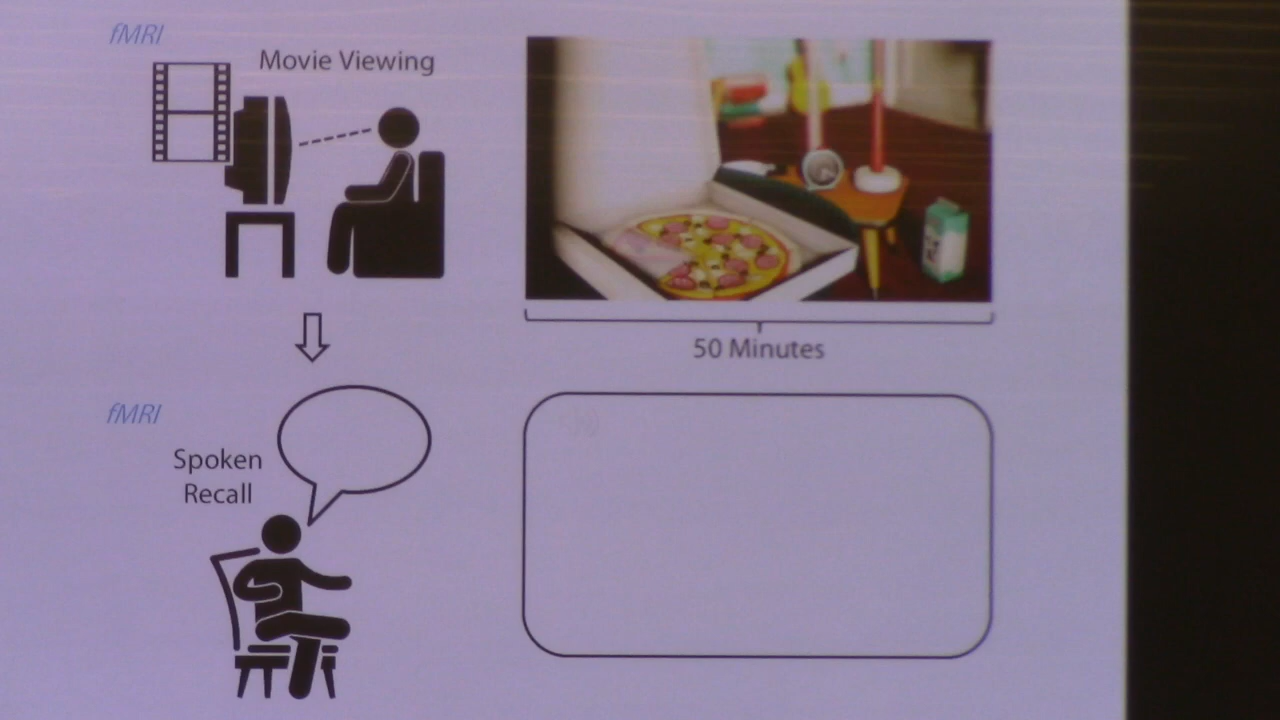 fMRI
Movie Viewing
50 Minutes
fMRI
Spoken
Recall